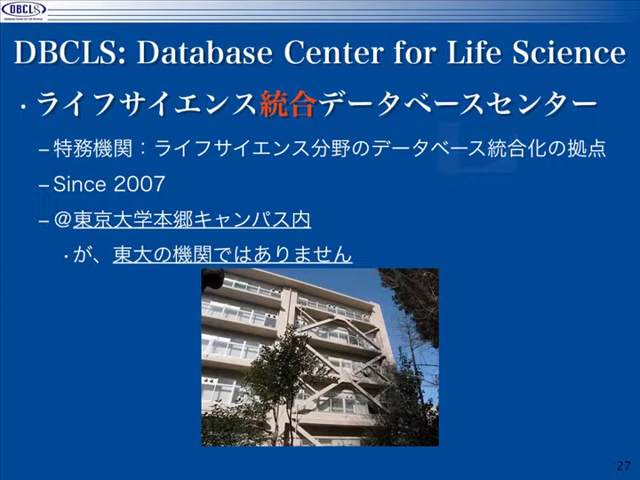 DBCLS
DBCLS: Database Center for Life Science
・ライフサイエンス統合データベースセンター
–特務機関：ライフサイエンス分野のデータベース統合化の拠点
–Since 2007
–＠東京大学本郷キャンパス内
・が、東大の機関ではありません
27